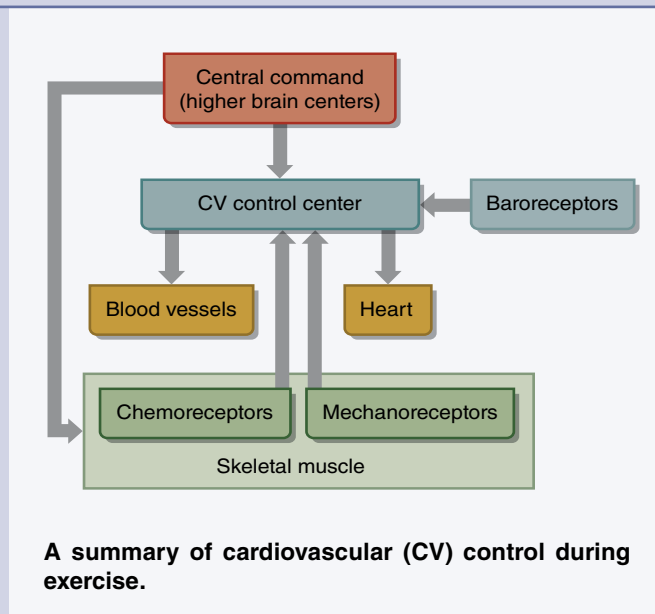 Central command
(higher brain centers)
CV control center
Baroreceptors
Blood vessels
Heart
Chemoreceptors
Mechanoreceptors
Skeletal muscle
A summary of cardiovascular (CV) control during
exercise.